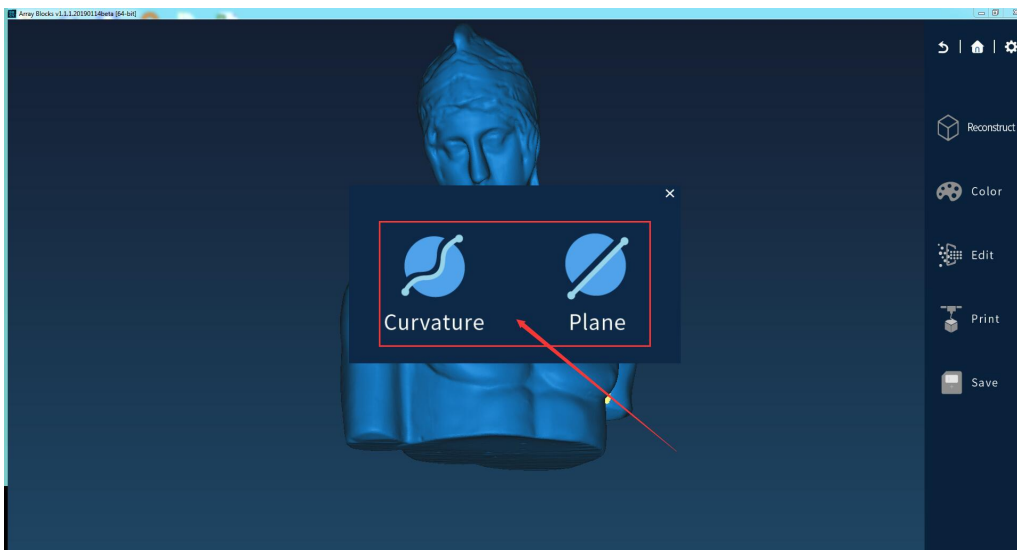 Array Blocks v1.1.1.20190114beta [64-bit]
Reconstruct
Color
Curvature Plane
Edit
Print
Save